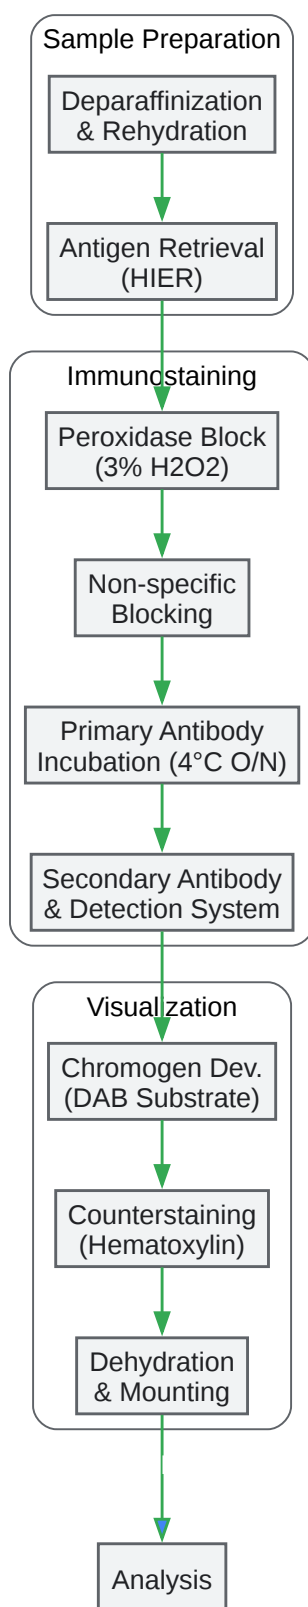 Sample Preparation
Deparaffinization
& Rehydration
Antigen Retrieval
(HIER)
Immunostaining
Peroxidase Block
(3% H2O2)
Non-specific
Blocking
Primary Antibody
Incubation (4°C O/N)
Secondary Antibody
& Detection System
Visualization
Chromogen Dev.
(DAB Substrate)
Counterstaining
(Hematoxylin)
Dehydration
& Mounting
Analysis